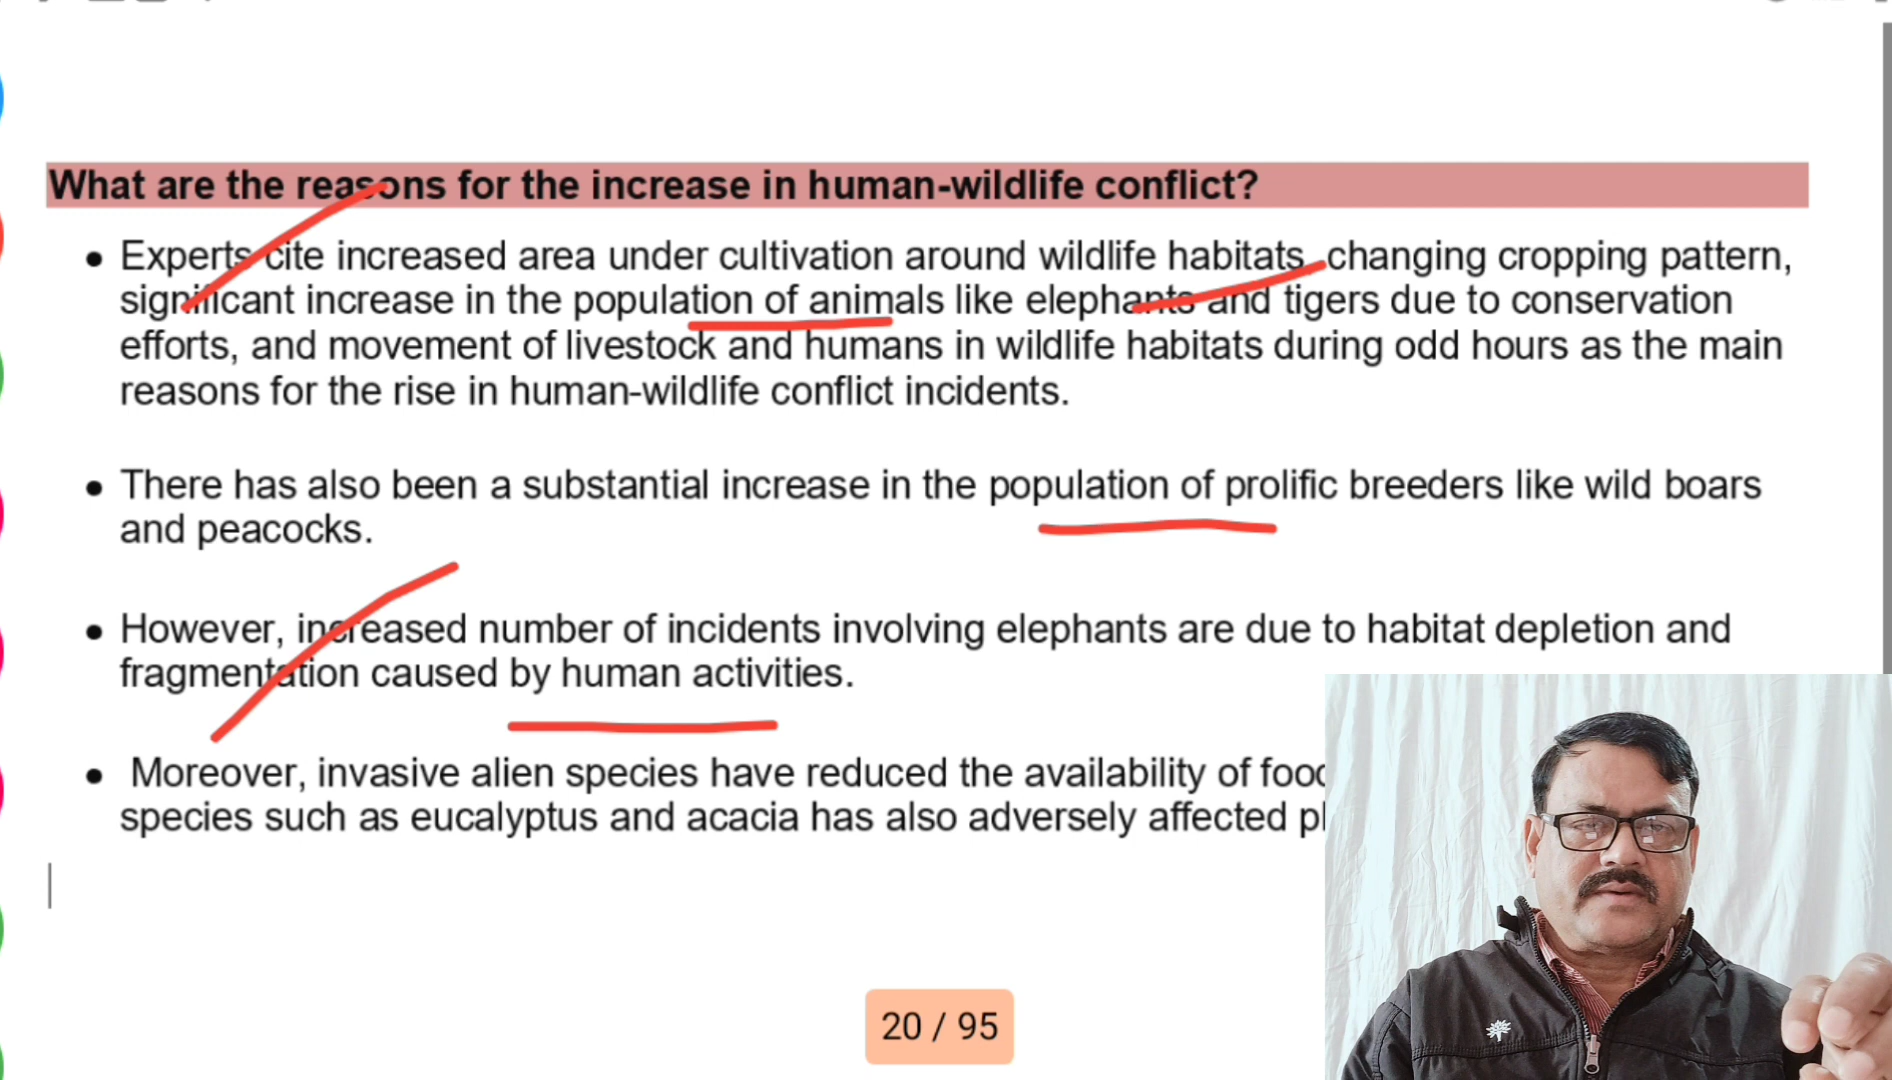 What are the reasons for the increase in human-wildlife conflict?
● Experts cite increased area under cultivation around wildlife habitats, changing cropping pattern,
significant increase in the population of animals like elephants and tigers due to conservation
efforts, and movement of livestock and humans in wildlife habitats during odd hours as the main
reasons for the rise in human-wildlife conflict incidents.
● There has also been a substantial increase in the population of prolific breeders like wild boars
and peacocks.
● However, increased number of incidents involving elephants are due to habitat depletion and
fragmentation caused by human activities.
● Moreover, invasive alien species have reduced the availability of
species such as eucalyptus and acacia has also adversely affected
20 / 95